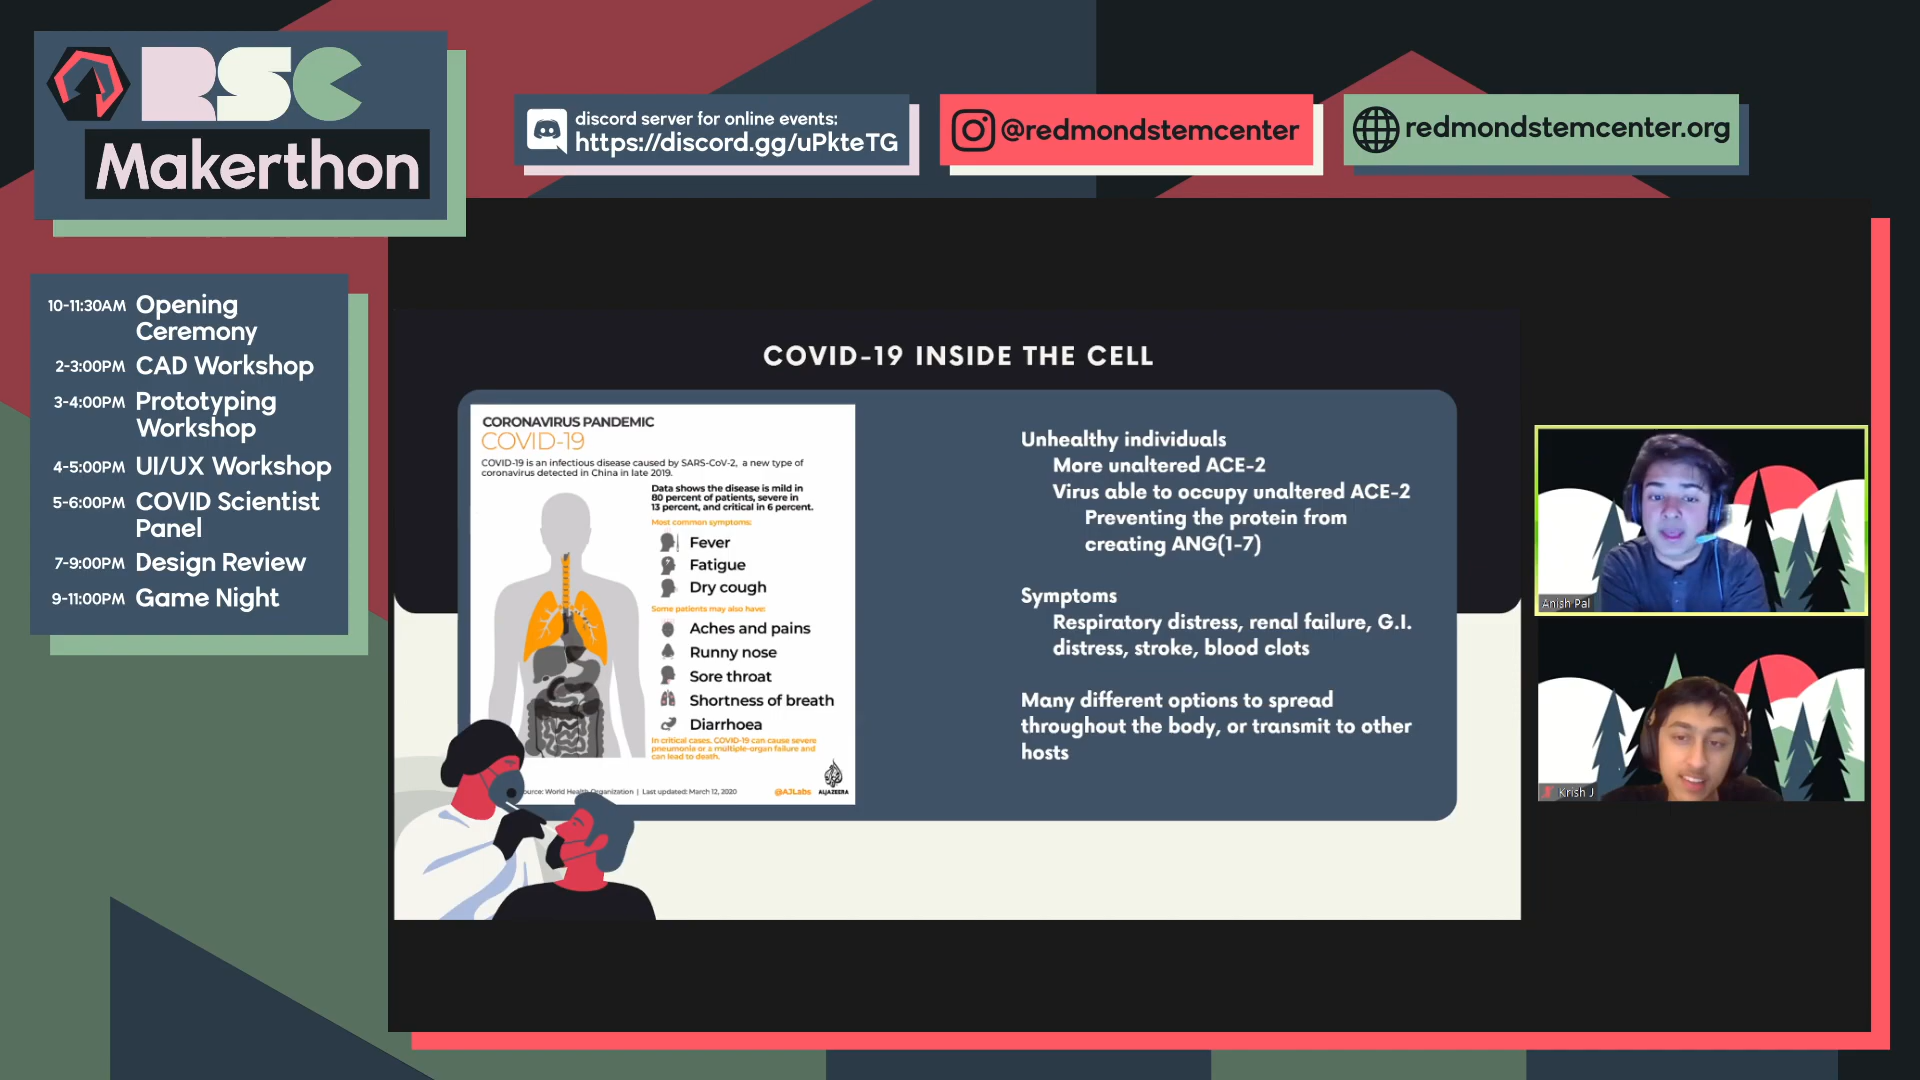 RSC
Makerthon
discord server for online events:
https://discord.gg/uPkteTG
@redmondstemcenter
redmondstemcenter.org
10-11:30AM Opening
Ceremony
2-3:00PM CAD Workshop
3-4:00PM Prototyping
Workshop
4-5:00PM UI/UX Workshop
5-6:00PM COVID Scientist
Panel
7-9:00PM Design Review
9-11:00PM Game Night
COVID-19 INSIDE THE CELL
CORONAVIRUS PANDEMIC
COVID-19
COVID-19 is an infectious disease caused by SARS-CoV-2, a new type of
coronavirus detected in China in late 2019.
Data shows the disease is mild in
80 percent of patients, severe in
13 percent, and critical in 6 percent.
Most common symptoms:
Fever
Fatigue
Dry cough
Some patients may also have:
Aches and pains
Runny nose
Sore throat
Shortness of breath
Diarrhoea
In critical cases, COVID-19 can cause severe
pneumonia or a multiple-organ failure and
can lead to death.
ource: World Health Organization | Last updated: March 12, 2020
@AJLabs
ALJAZEERA
Unhealthy individuals
More unaltered ACE-2
Virus able to occupy unaltered ACE-2
Preventing the protein from
creating ANG(1-7)
Symptoms
Respiratory distress, renal failure, G.I.
distress, stroke, blood clots
Many different options to spread
throughout the body, or transmit to other
hosts
Anish Pal
Krish J